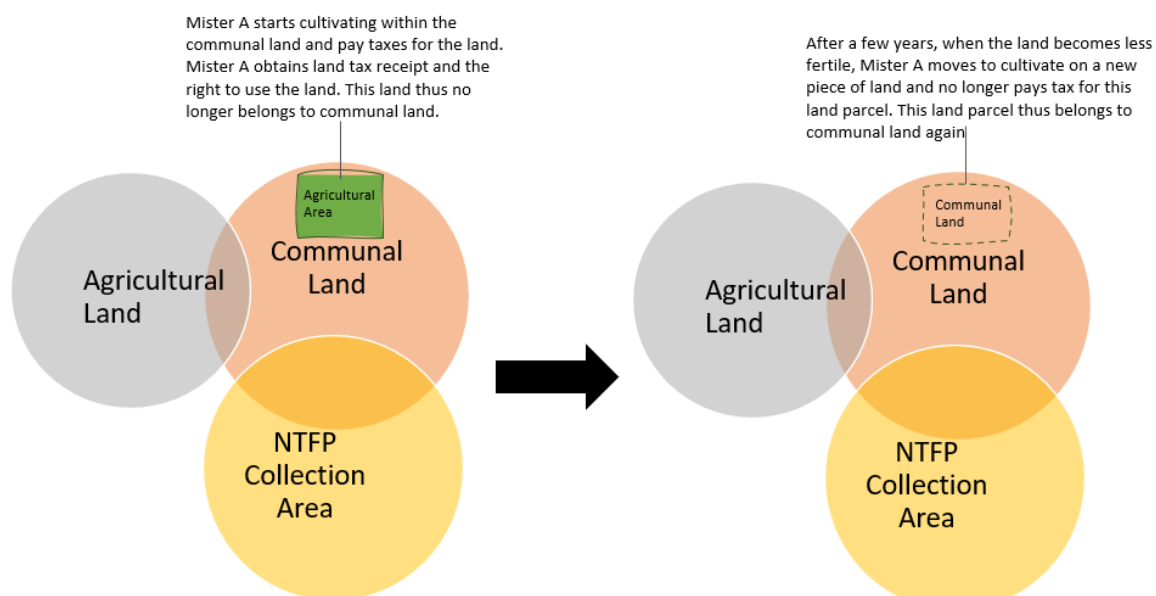 Mister A starts cultivating within the
communal land and pay taxes for the land.
Mister A obtains land tax receipt and the
right to use the land. This land thus no
longer belongs to communal land.
Agricultural
Area
Communal
Land
Agricultural
Land
NTFP
Collection
Area
After a few years, when the land becomes less
fertile, Mister A moves to cultivate on a new
piece of land and no longer pays tax for this
land parcel. This land parcel thus belongs to
communal land again
Communal
Land
Communal
Land
Agricultural
Land
NTFP
Collection
Area